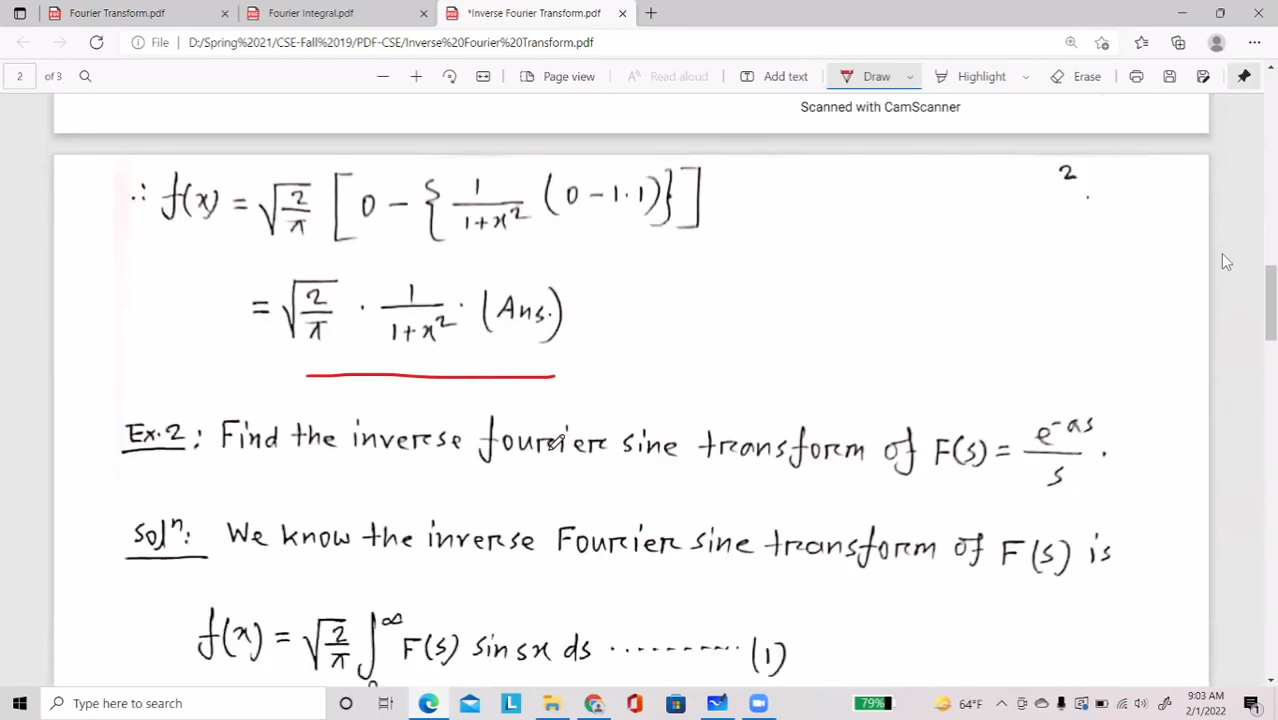 Fourier Transform.pdf
Fourier Integral.pdf
*Inverse Fourier Transform.pdf
File D:/Spring%2021/CSE-Fall%2019/PDF-CSE/Inverse%20Fourier%20Transform.pdf
2 of 3 Page view Read aloud Add text Draw Highlight Erase
Scanned with CamScanner
2
∴ f(x) = √(2/π) [0 - {1/(1+x²) (0 - 1·1)}]
= √(2/π) · 1/(1+x²) · (Ans.)
Ex.2: Find the inverse fourier sine transform of F(s) = e^-as/s.
Solⁿ: We know the inverse Fourier sine transform of F(s) is
f(x) = √(2/π) ∫₀^∞ F(s) sin sx ds ............ (1)
Type here to search
79%
64°F
9:03 AM
2/1/2022